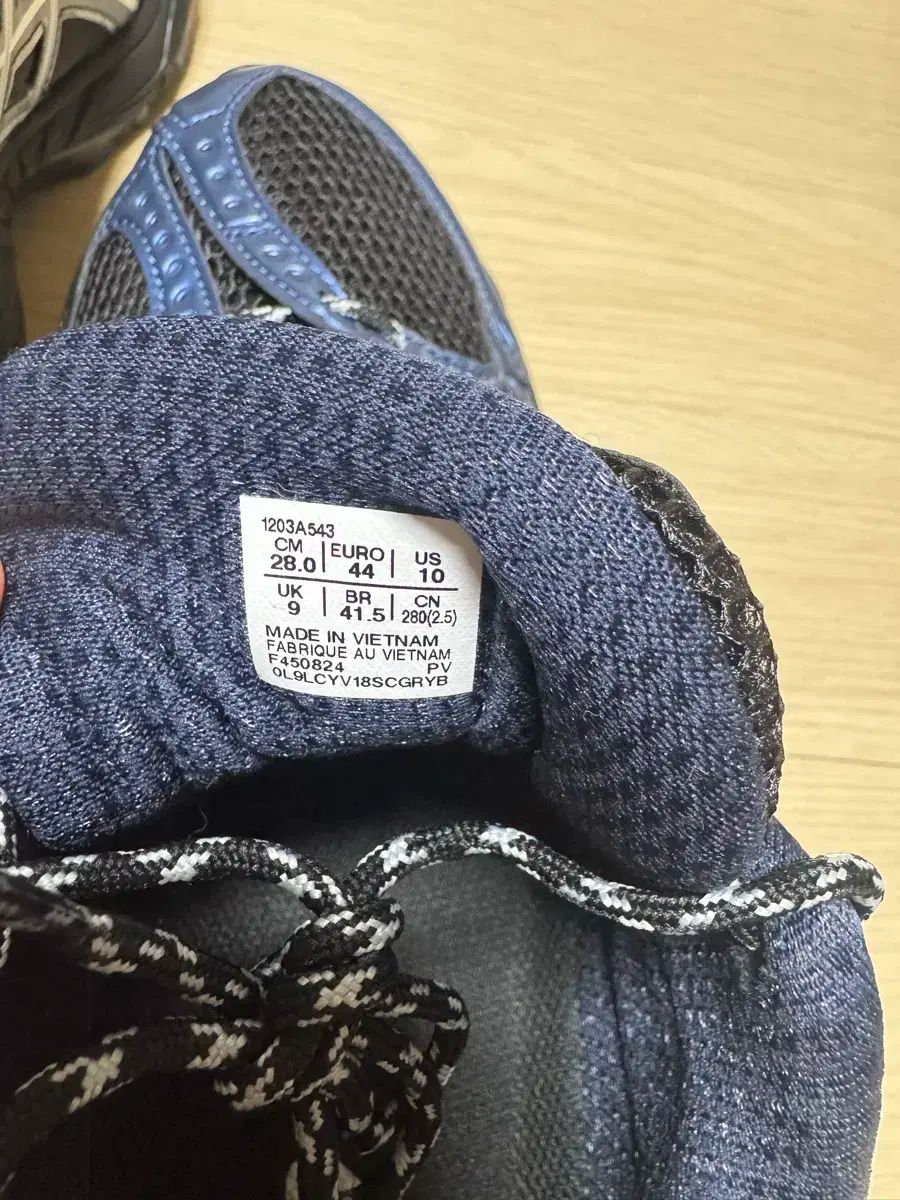 1203A543
CM EURO US
28.0 44 10
UK BR CN
9 41.5 280(2.5)
MADE IN VIETNAM
FABRIQUE AU VIETNAM
F450824 PV
0L9LCYV18SCGRYB